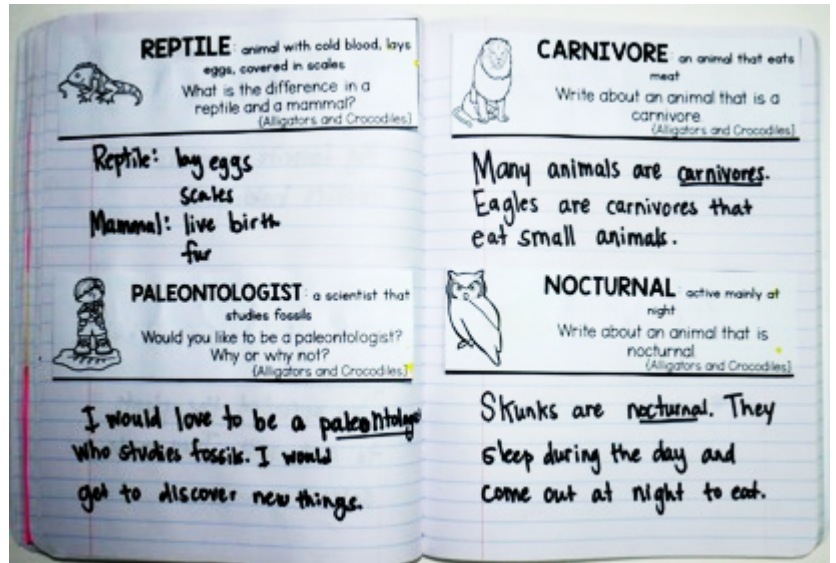 REPTILE: animal with cold blood, lays
eggs, covered in scales
What is the difference in a
reptile and a mammal?
{Alligators and Crocodiles}
Reptile: lay eggs
scales
Mammal: live birth
fur
PALEONTOLOGIST: a scientist that
studies fossils
Would you like to be a paleontologist?
Why or why not?
{Alligators and Crocodiles}
I would love to be a paleontologist
who studies fossils. I would
get to discover new things.
CARNIVORE: an animal that eats
meat
Write about an animal that is a
carnivore.
{Alligators and Crocodiles}
Many animals are carnivores.
Eagles are carnivores that
eat small animals.
NOCTURNAL: active mainly at
night
Write about an animal that is
nocturnal.
{Alligators and Crocodiles}
Skunks are nocturnal. They
sleep during the day and
come out at night to eat.